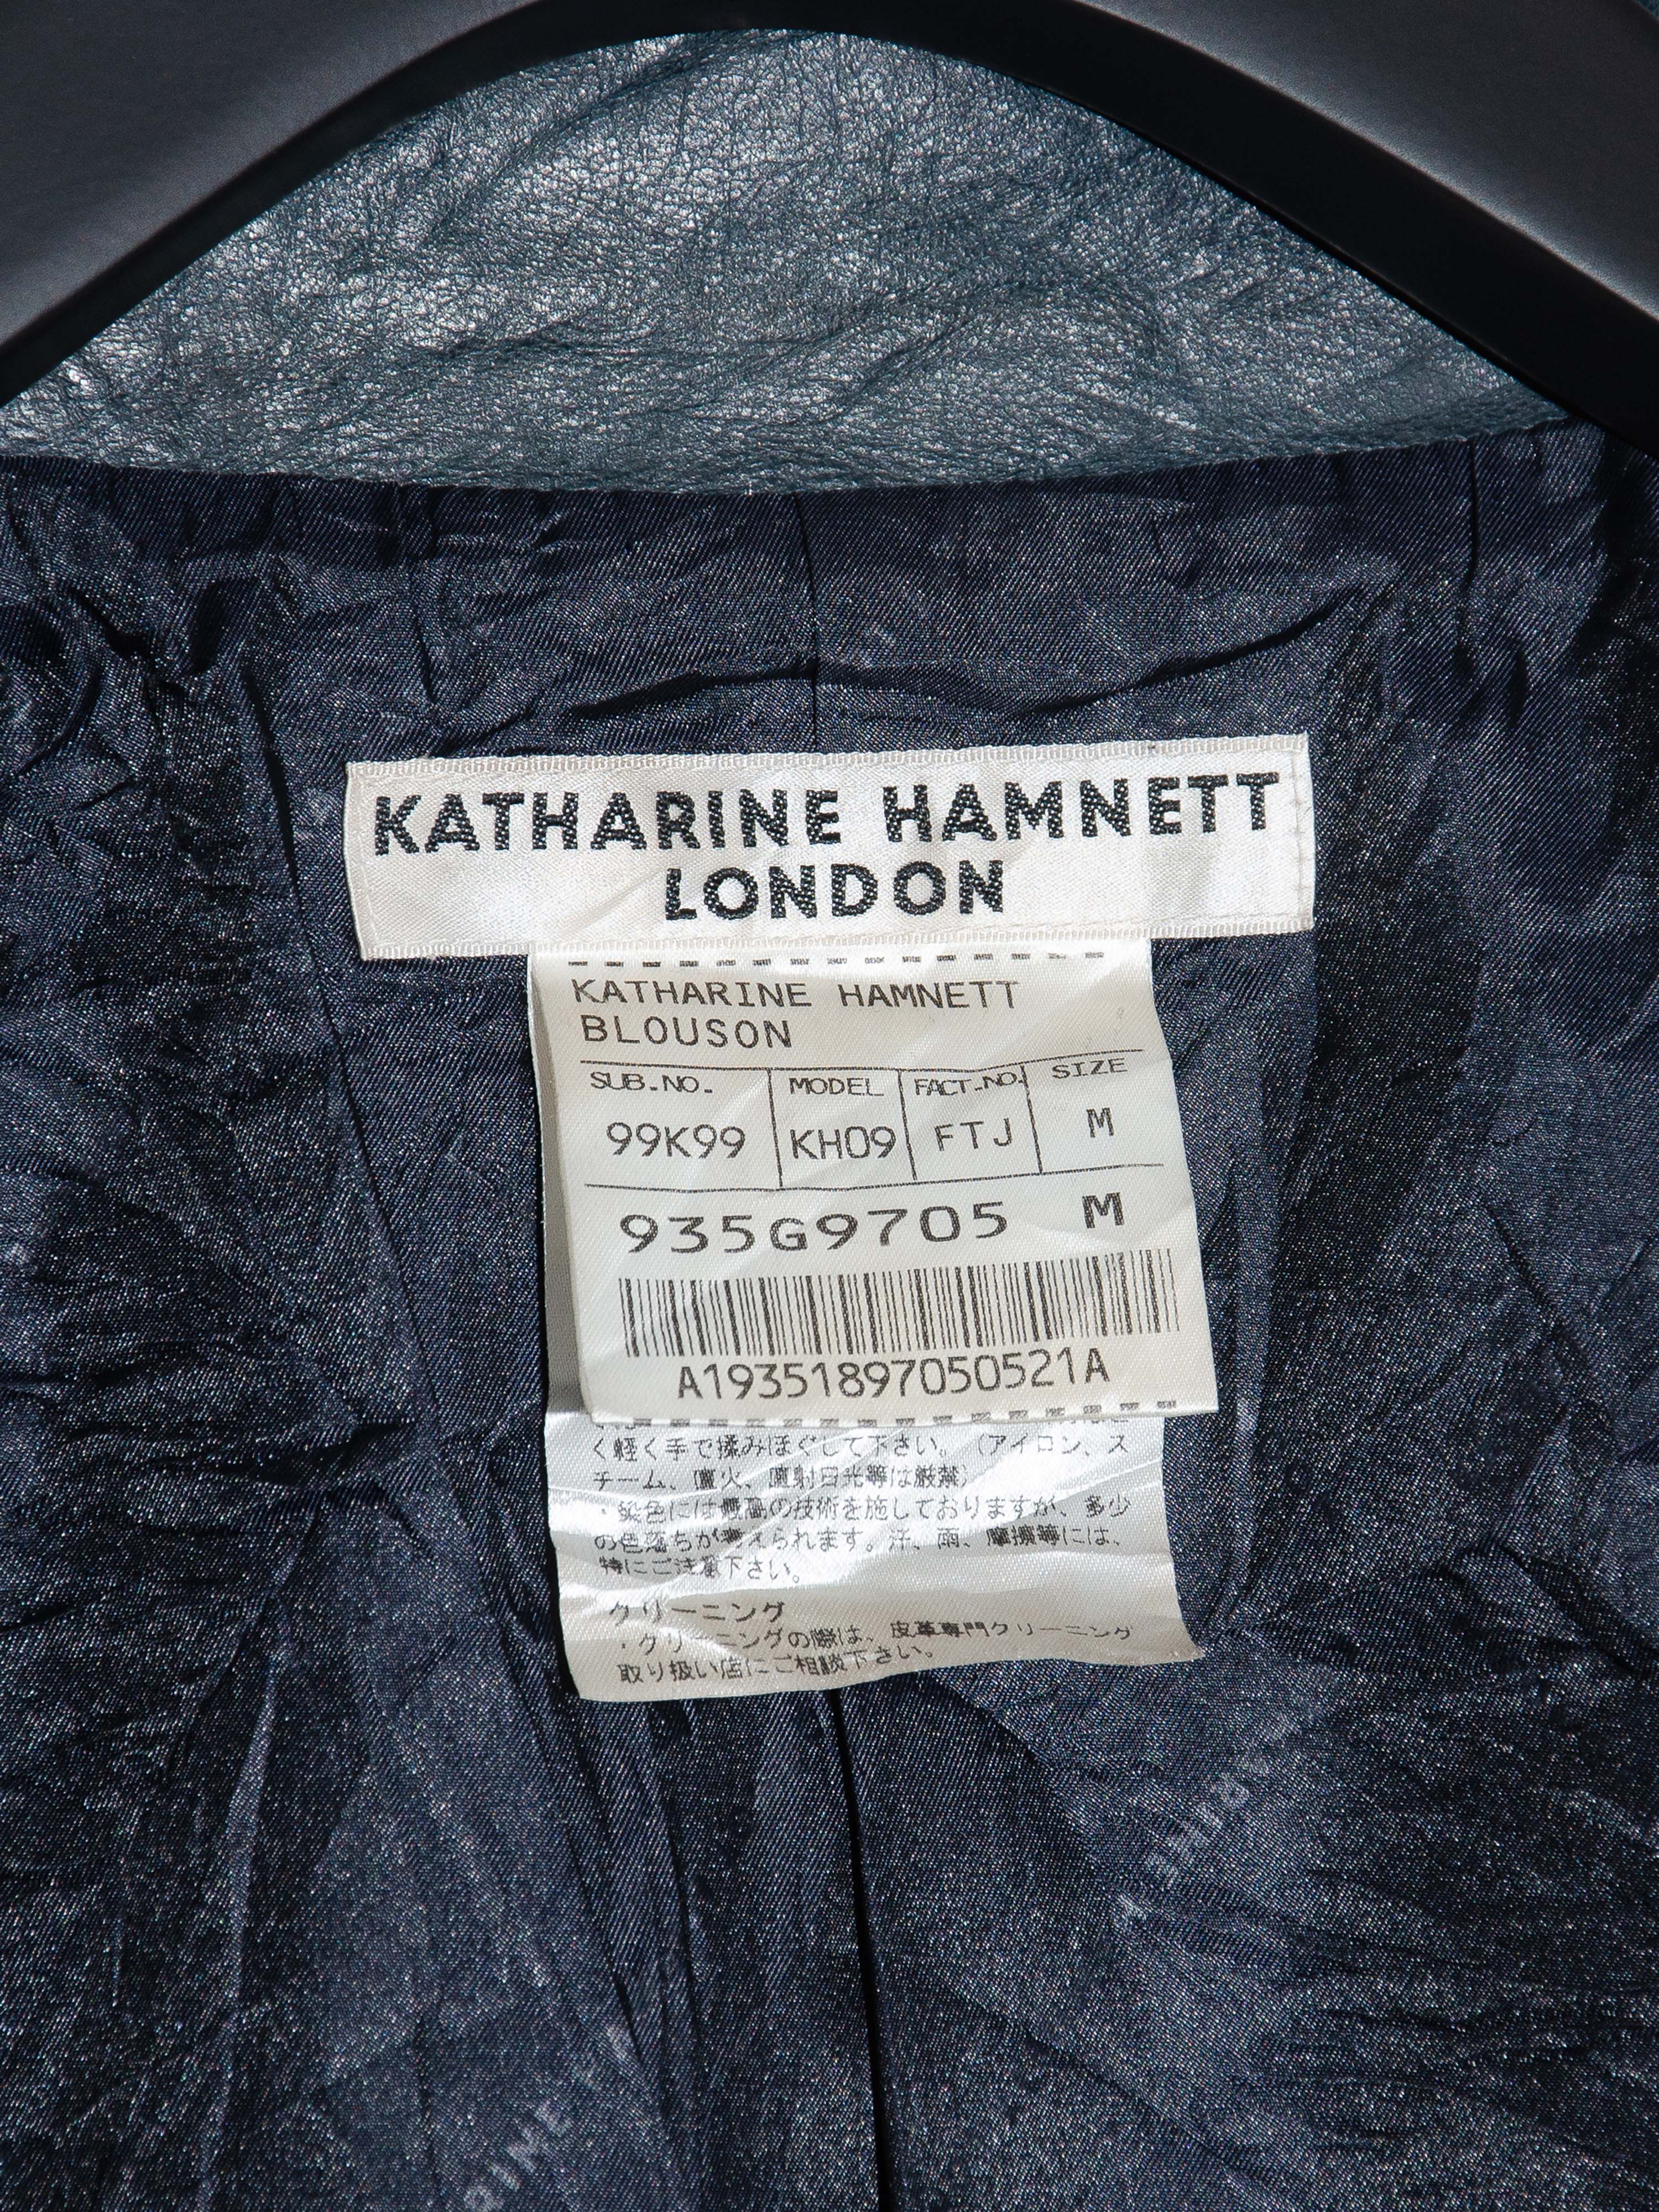 KATHARINE HAMNETT
LONDON
KATHARINE HAMNETT
BLOUSON
SUB.NO. MODEL FACT.NO. SIZE
99K99 KH09 FTJ M
935G9705 M
A19351897050521A
く軽く手で揉みほぐして下さい。（アイロン、ス
チーム、直火、直射日光等は厳禁）
・染色には最高の技術を施しておりますが、多少
の色落ちが考えられます。汗、雨、摩擦等には、
特にご注意下さい。
クリーニング
・クリーニングの際は、皮革専門クリーニング
取り扱い店にご相談下さい。